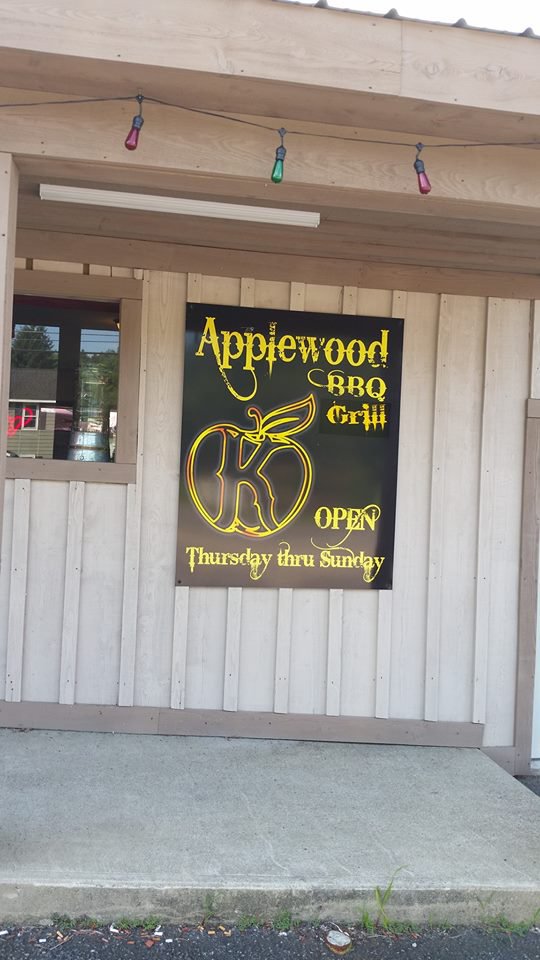 Applewood
BBQ
Grill
K
OPEN
Thursday thru Sunday